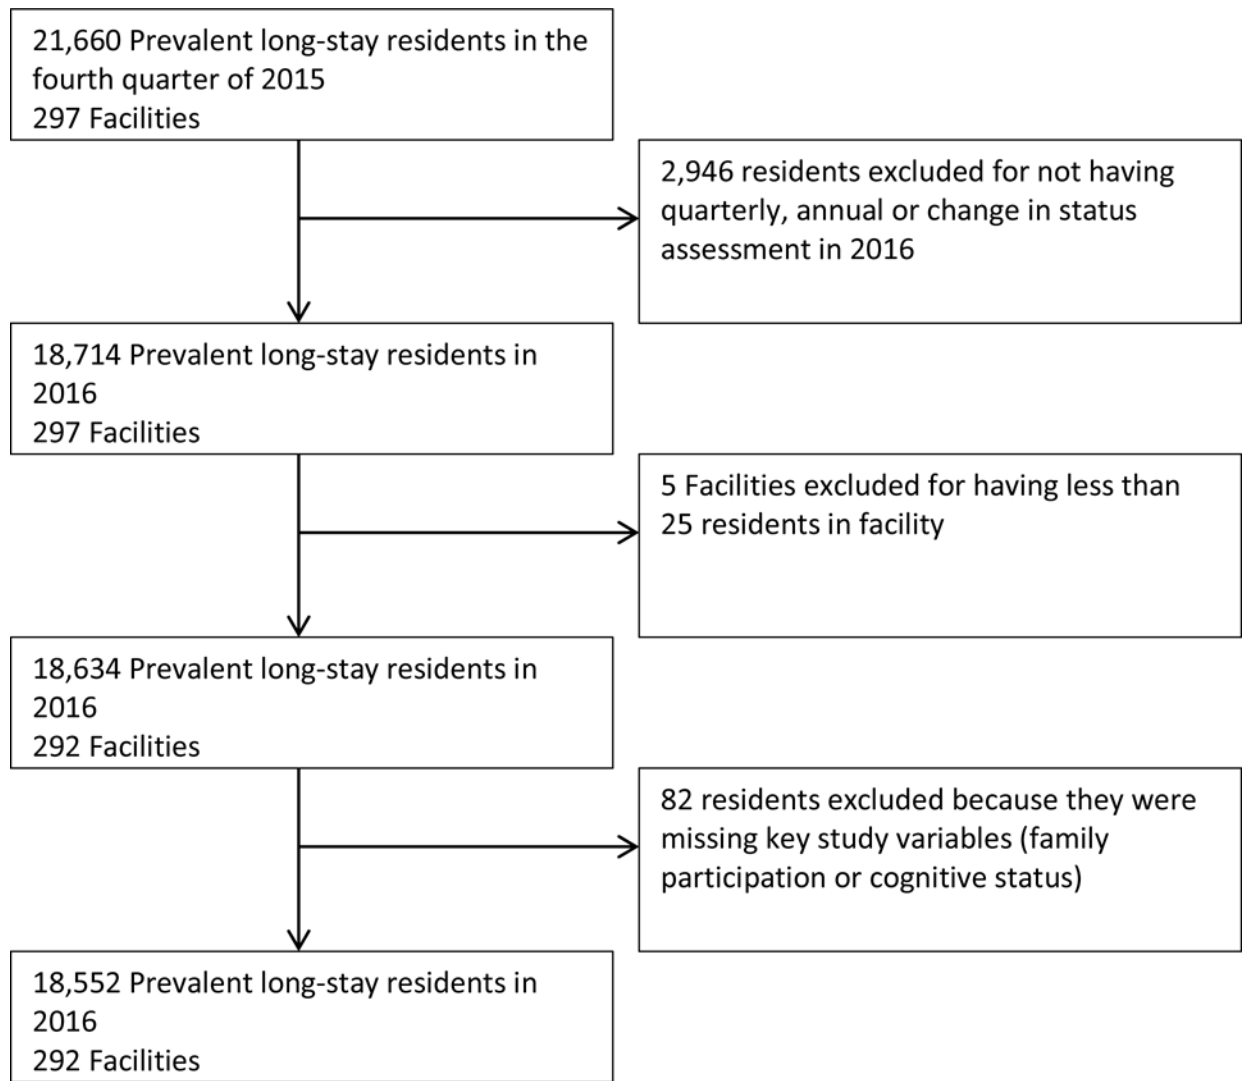 21,660 Prevalent long-stay residents in the
fourth quarter of 2015
297 Facilities
2,946 residents excluded for not having
quarterly, annual or change in status
assessment in 2016
18,714 Prevalent long-stay residents in
2016
297 Facilities
5 Facilities excluded for having less than
25 residents in facility
18,634 Prevalent long-stay residents in
2016
292 Facilities
82 residents excluded because they were
missing key study variables (family
participation or cognitive status)
18,552 Prevalent long-stay residents in
2016
292 Facilities